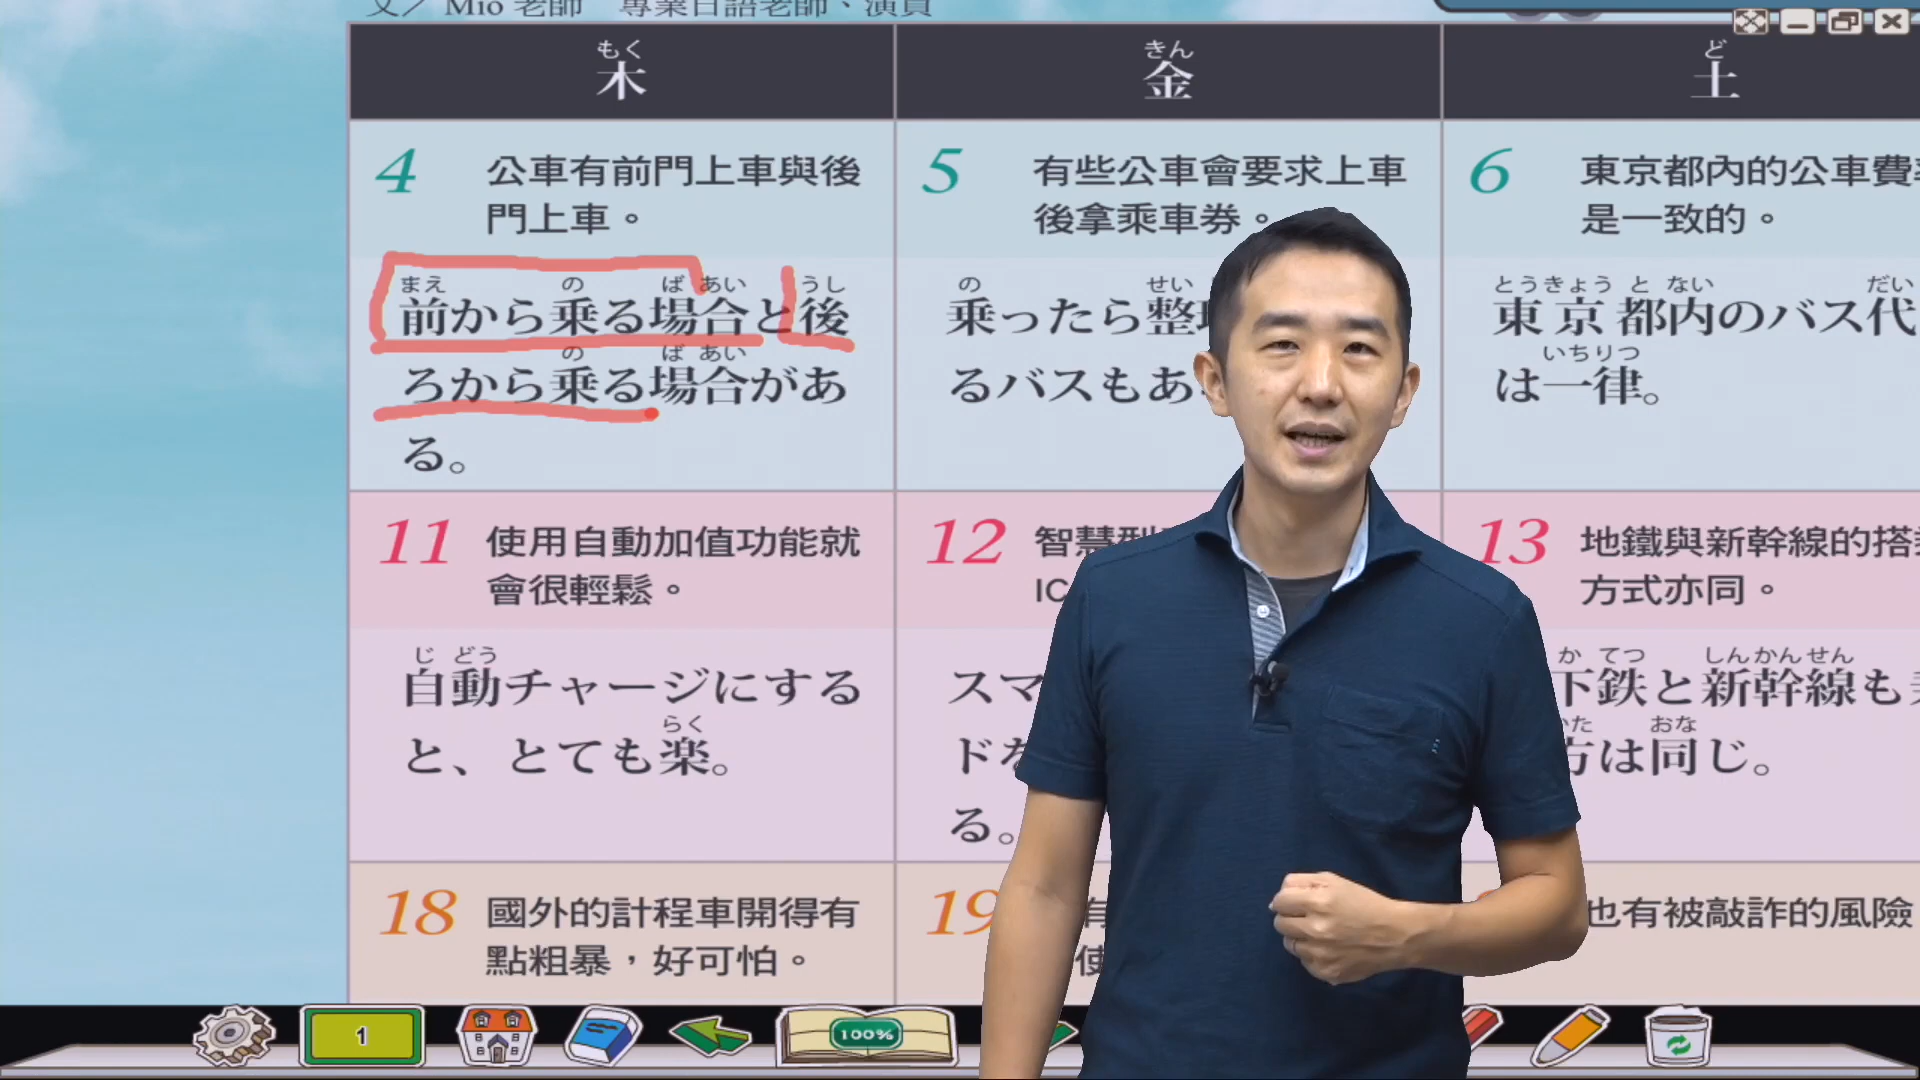 文／ Mio 老師 專業日語老師、演員
もく
木
きん
金
ど
土
4 公車有前門上車與後
門上車。
まえ の ば あい うし
前から乗る場合と後
の ば あい
ろから乗る場合があ
る。
5 有些公車會要求上車
後拿乘車券。
の せい
乗ったら整
るバスもあ
6 東京都內的公車費
是一致的。
とうきょう と ない だい
東京都内のバス代
いちりつ
は一律。
11 使用自動加值功能就
會很輕鬆。
じ どう
自動チャージにする
らく
と、とても楽。
12 智慧型
IC
スマ
ドを
る。
13 地鐵與新幹線的搭
方式亦同。
か てつ しんかんせん
下鉄と新幹線も
かた おな
方は同じ。
18 國外的計程車開得有
點粗暴，好可怕。
19 有
使
也有被敲詐的風險
1
100%